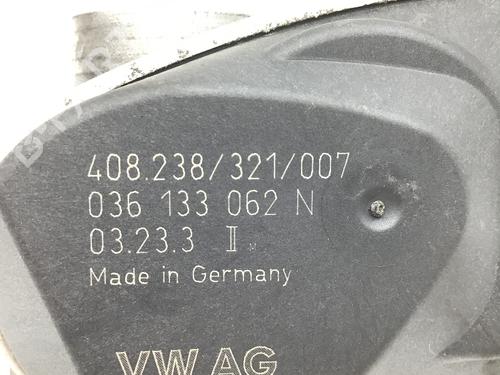 408.238/321/007
036 133 062 N
03.23.3 II
Made in Germany
VW AG